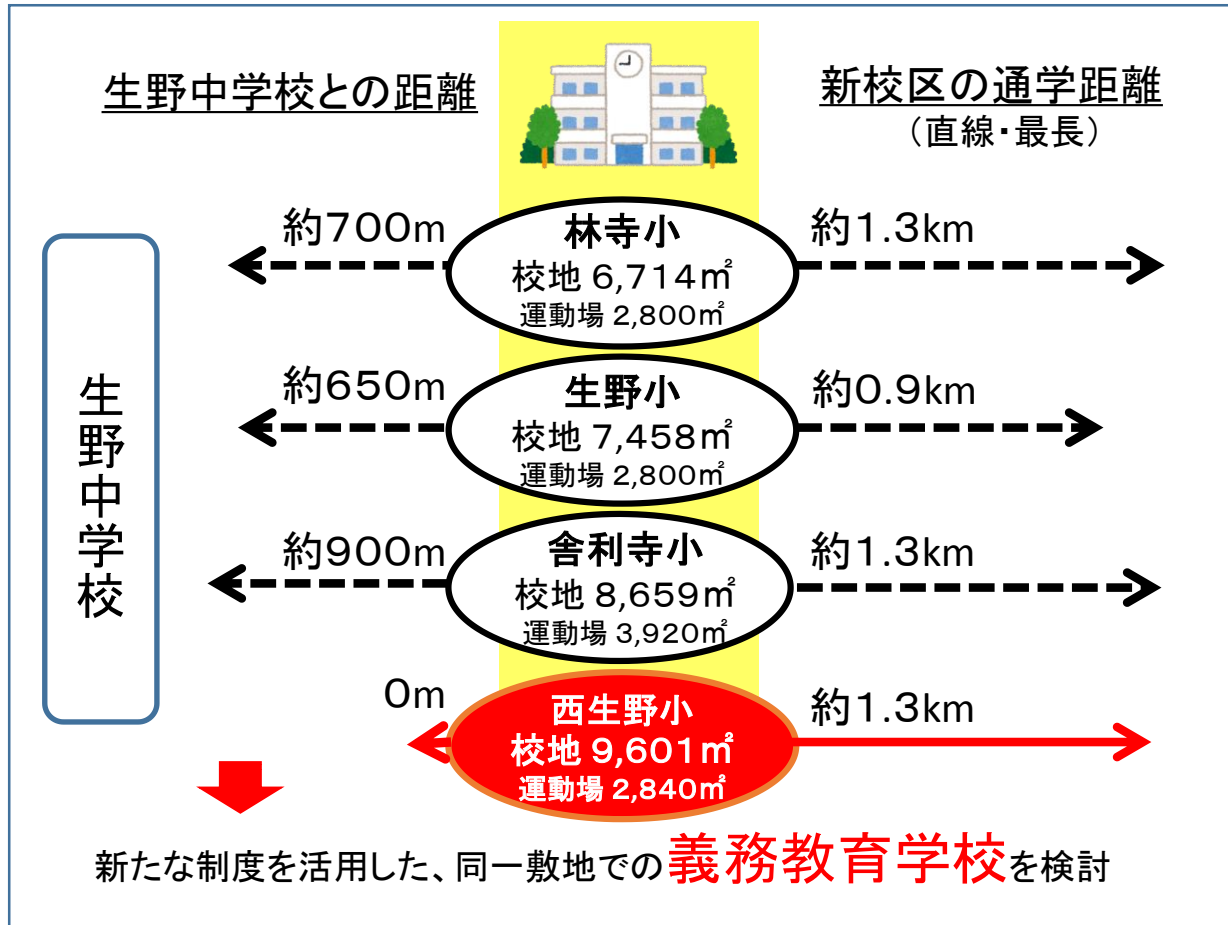 生野中学校との距離
新校区の通学距離
（直線・最長）
生野中学校
約７００ｍ
林寺小
校地 6,714㎡
運動場 2,800㎡
約1.3km
約650m
生野小
校地 7,458㎡
運動場 2,800㎡
約0.9km
約900m
舎利寺小
校地 8,659㎡
運動場 3,920㎡
約1.3km
0m
西生野小
校地 9,601㎡
運動場 2,840㎡
約1.3km
新たな制度を活用した、同一敷地での義務教育学校を検討